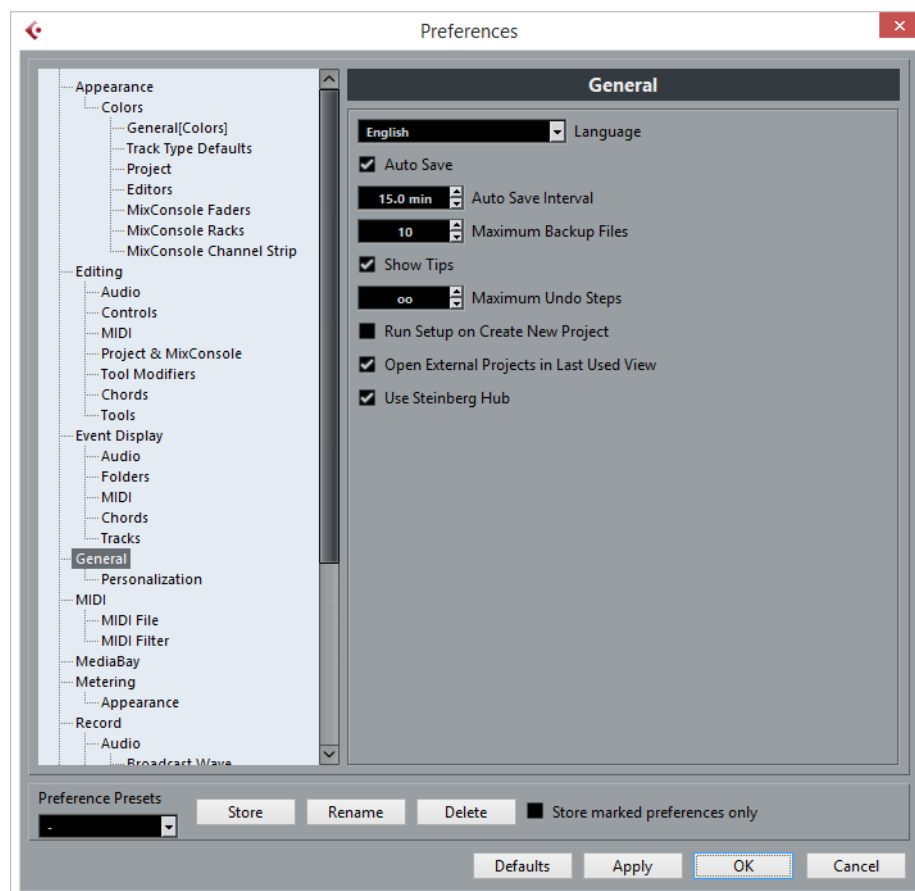 Preferences
Appearance
Colors
General[Colors]
Track Type Defaults
Project
Editors
MixConsole Faders
MixConsole Racks
MixConsole Channel Strip
Editing
Audio
Controls
MIDI
Project & MixConsole
Tool Modifiers
Chords
Tools
Event Display
Audio
Folders
MIDI
Chords
Tracks
General
Personalization
MIDI
MIDI File
MIDI Filter
MediaBay
Metering
Appearance
Record
Audio
Broadcast Wave
General
English Language
Auto Save
15.0 min Auto Save Interval
10 Maximum Backup Files
Show Tips
oo Maximum Undo Steps
Run Setup on Create New Project
Open External Projects in Last Used View
Use Steinberg Hub
Preference Presets
-
Store Rename Delete Store marked preferences only
Defaults Apply OK Cancel